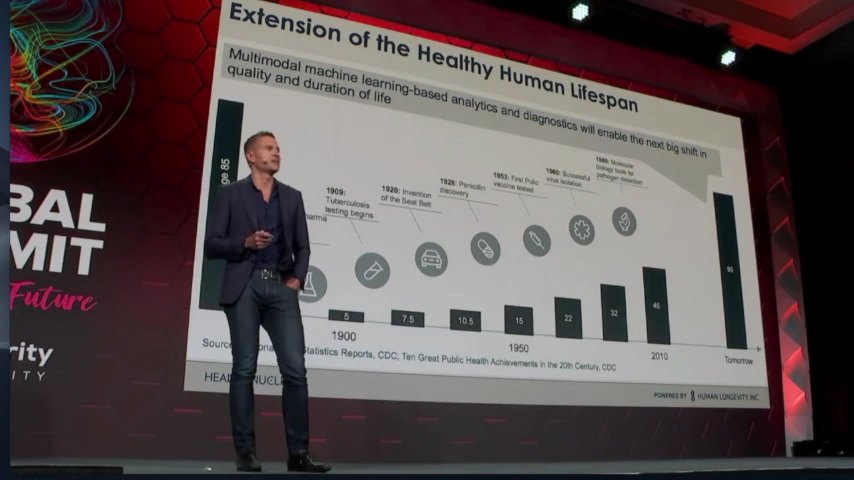 Extension of the Healthy Human Lifespan
Multimodal machine learning-based analytics and diagnostics will enable the next big shift in
quality and duration of life
BAL
MIT
Future
rity
ITY
ge 85
harma
1909:
Tuberculosis
testing begins
1920: Invention
of the Seat Belt
1928: Penicillin
discovery
1953: First Polio
vaccine tested
1960: Successful
virus isolation
1980: Molecular
biology tools for
pathogen detection
5
7.5
10.5
15
22
32
45
95
1900
1950
2010
Tomorrow
Statistics Reports, CDC; Ten Great Public Health Achievements in the 20th Century, CDC
HEAL NUCL
POWERED BY HUMAN LONGEVITY, INC.